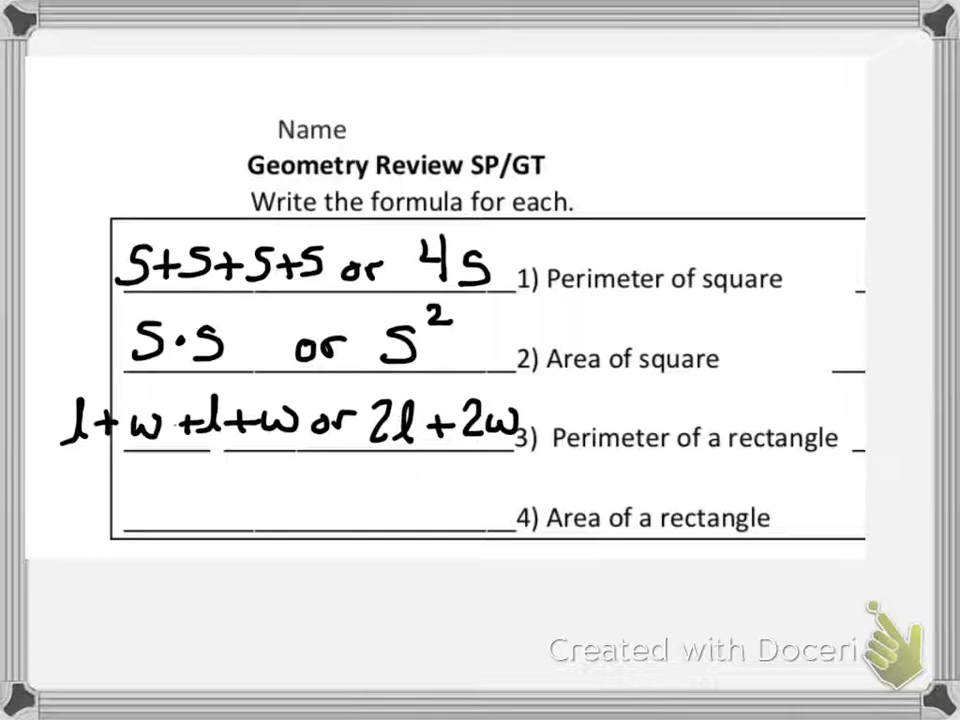 Name
Geometry Review SP/GT
Write the formula for each.
s+s+s+s or 4s 1) Perimeter of square
s·s or s² 2) Area of square
l+w+l+w or 2l+2w 3) Perimeter of a rectangle
4) Area of a rectangle
Created with Doceri